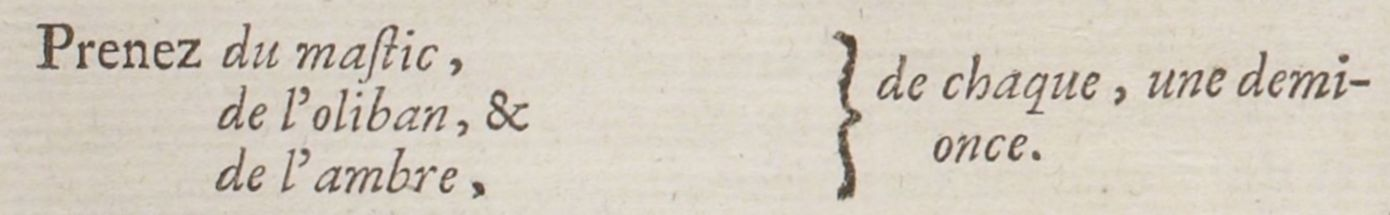 Prenez du maſtic,
de l'oliban, &
de l'ambre,
} de chaque, une demi-
once.